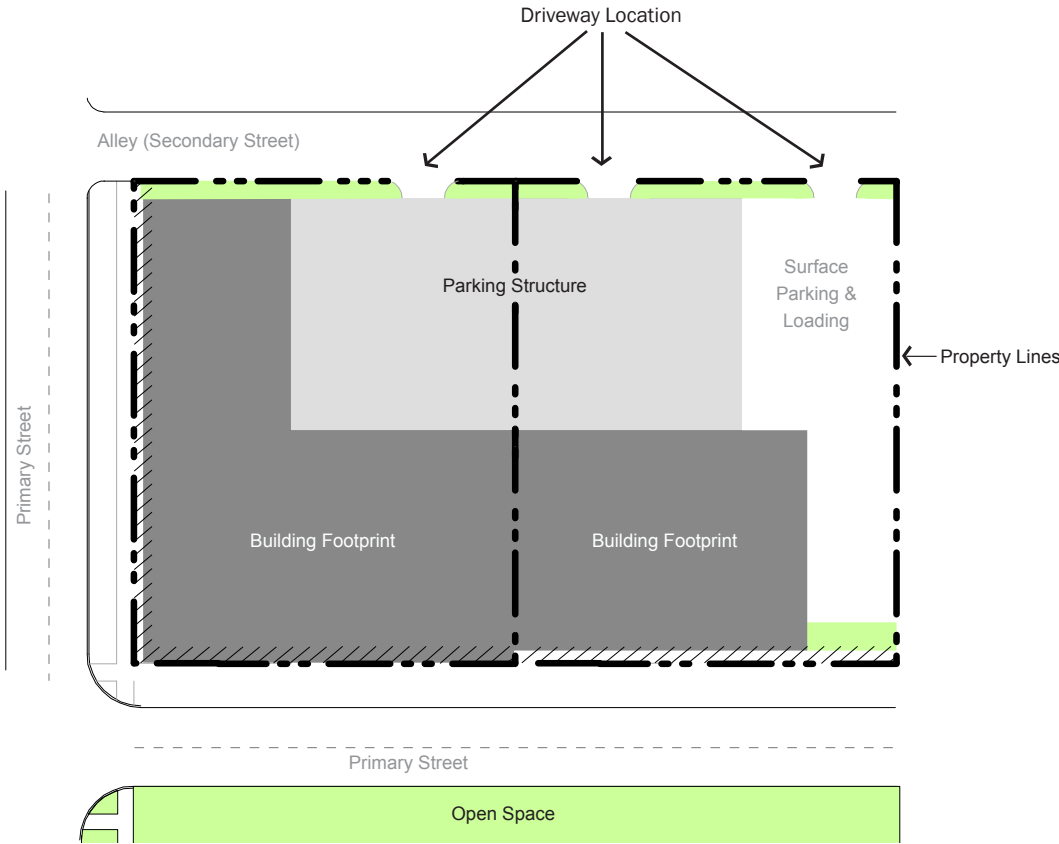 Driveway Location
Alley (Secondary Street)
Parking Structure
Surface
Parking &
Loading
Property Lines
Primary Street
Building Footprint
Building Footprint
Primary Street
Open Space